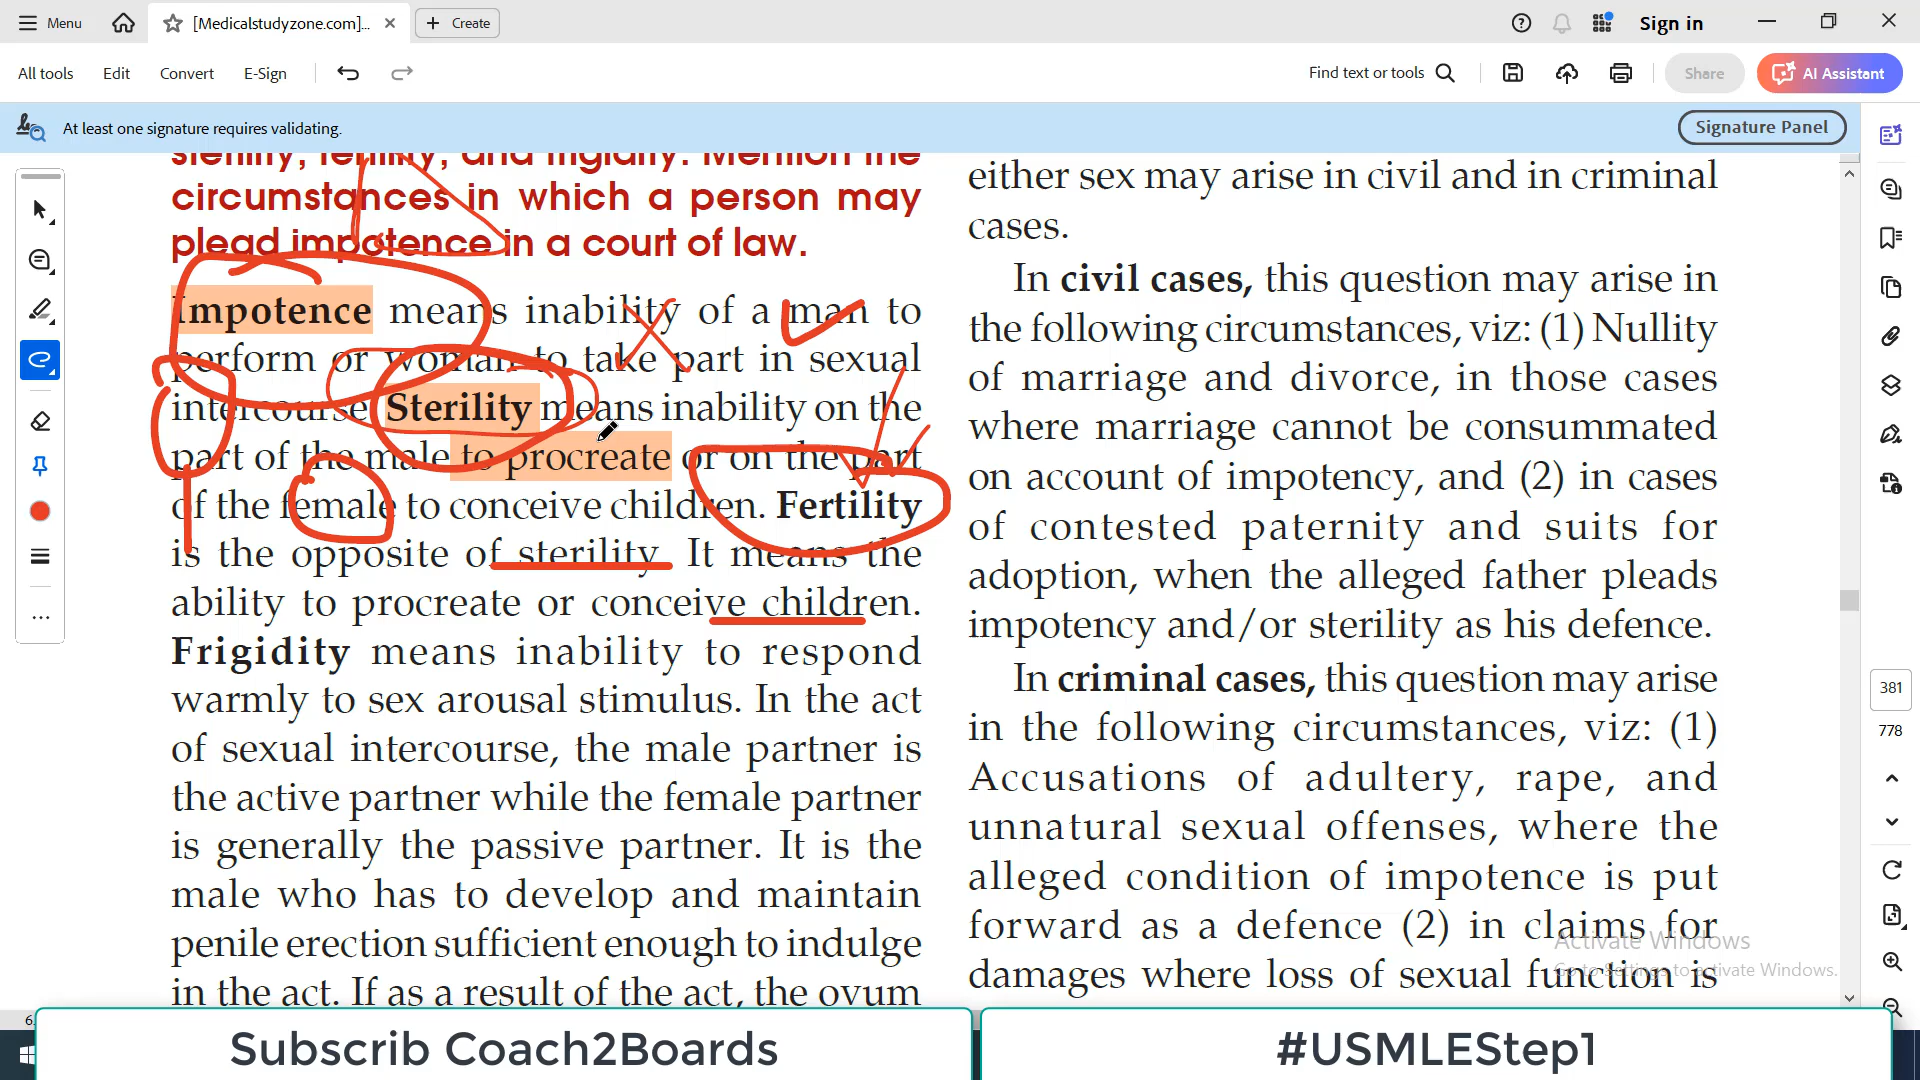 Menu
[Medicalstudyzone.com]...
Create
Sign in
All tools
Edit
Convert
E-Sign
Find text or tools
Share
AI Assistant
At least one signature requires validating.
Signature Panel
sterility, fertility, and frigidity. Mention the
circumstances in which a person may
plead impotence in a court of law.
Impotence means inability of a man to
perform or woman to take part in sexual
intercourse. Sterility means inability on the
part of the male to procreate or on the part
of the female to conceive children. Fertility
is the opposite of sterility. It means the
ability to procreate or conceive children.
Frigidity means inability to respond
warmly to sex arousal stimulus. In the act
of sexual intercourse, the male partner is
the active partner while the female partner
is generally the passive partner. It is the
male who has to develop and maintain
penile erection sufficient enough to indulge
in the act. If as a result of the act, the ovum
either sex may arise in civil and in criminal
cases.
In civil cases, this question may arise in
the following circumstances, viz: (1) Nullity
of marriage and divorce, in those cases
where marriage cannot be consummated
on account of impotency, and (2) in cases
of contested paternity and suits for
adoption, when the alleged father pleads
impotency and/or sterility as his defence.
In criminal cases, this question may arise
in the following circumstances, viz: (1)
Accusations of adultery, rape, and
unnatural sexual offenses, where the
alleged condition of impotence is put
forward as a defence (2) in claims for
damages where loss of sexual function is
381
778
Activate Windows
Go to Settings to activate Windows.
Subscrib Coach2Boards
#USMLEStep1